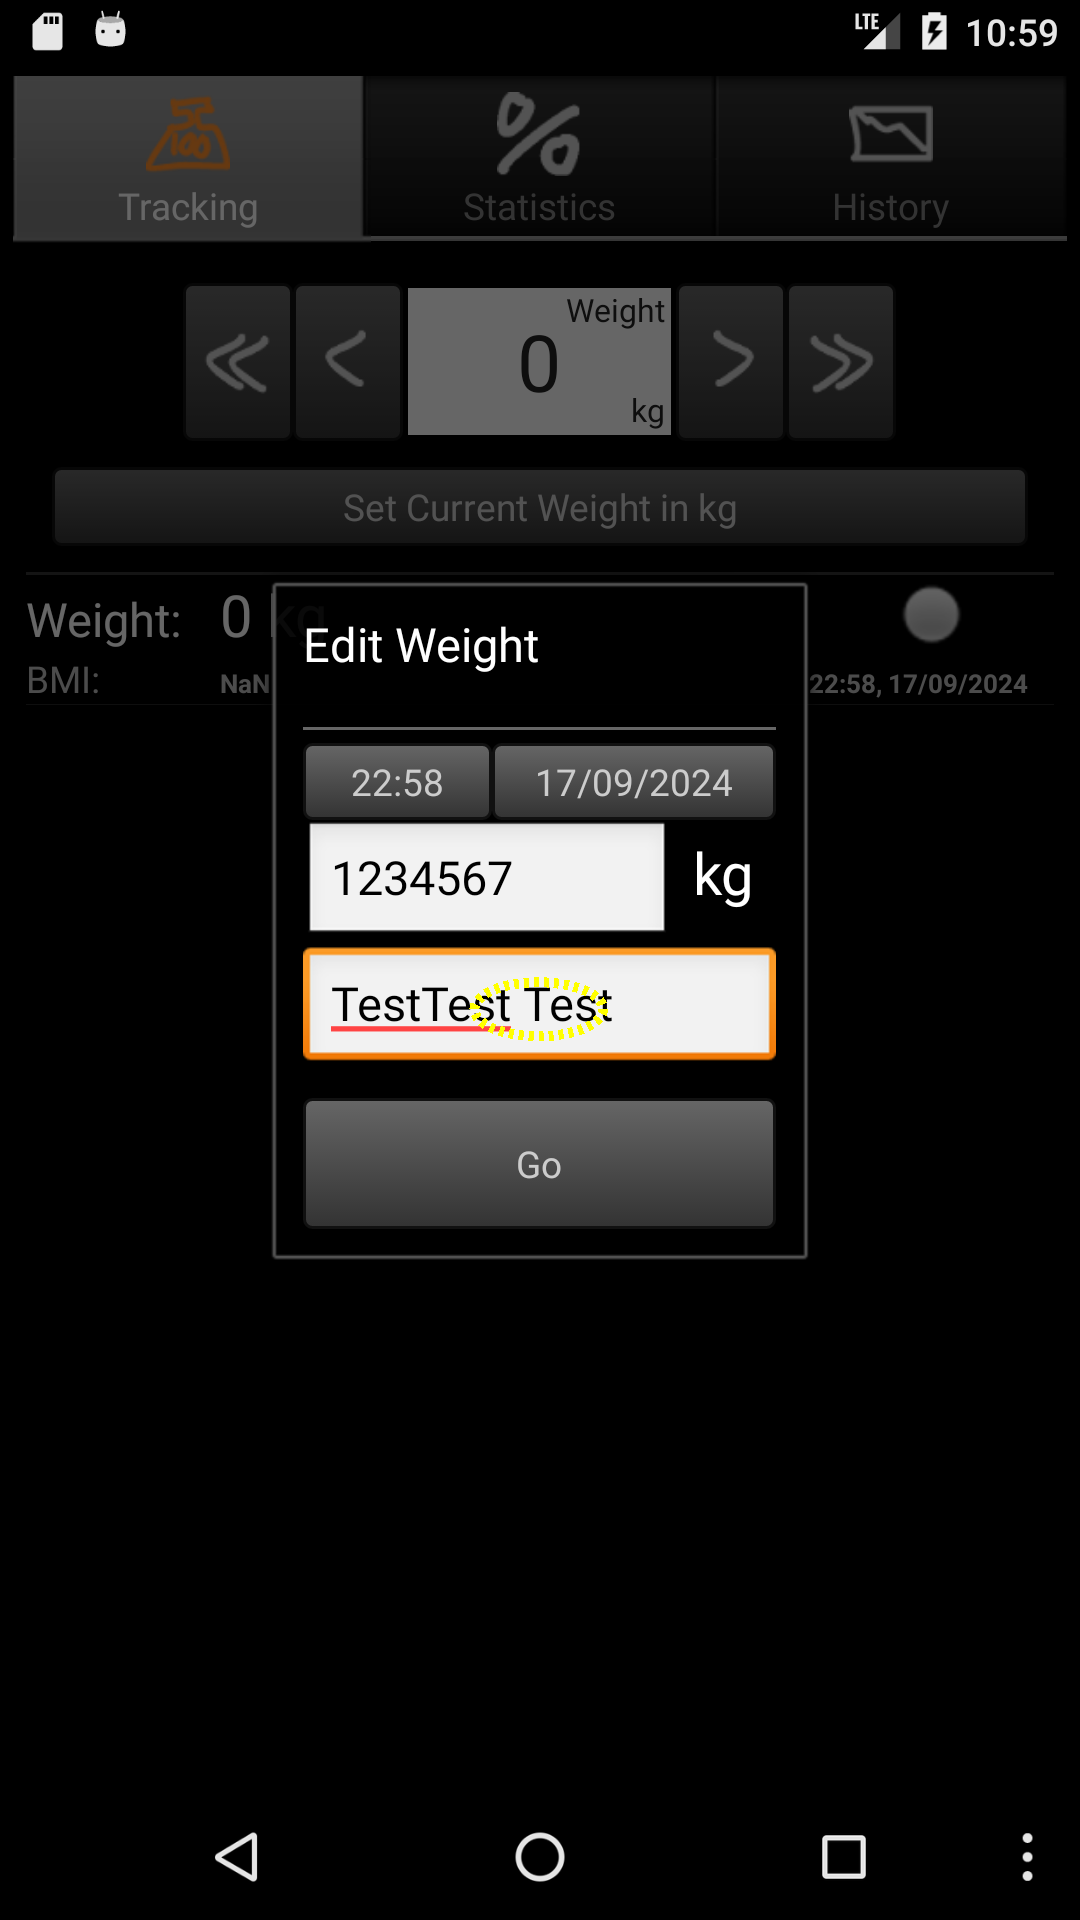 LTE 10:59
Tracking Statistics History
Weight
0
kg
Set Current Weight in kg
Weight: 0 kg
BMI: NaN 22:58, 17/09/2024
Edit Weight
22:58 17/09/2024
1234567 kg
TestTest Test
Go